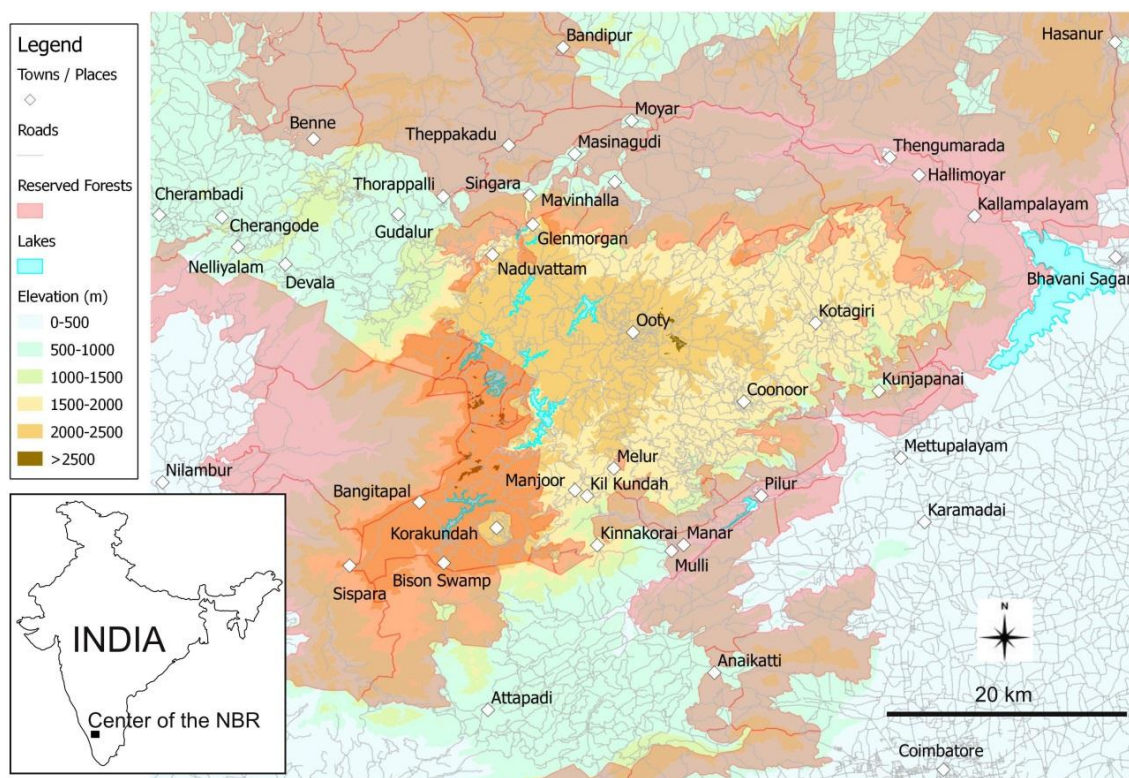 Legend
Towns / Places
Roads
Reserved Forests
Lakes
Elevation (m)
0-500
500-1000
1000-1500
1500-2000
2000-2500
>2500
Bandipur
Hasanur
Moyar
Benne
Theppakadu
Masinagudi
Thengumarada
Hallimoyar
Cherambadi
Thorappalli
Singara
Mavinhalla
Kallampalayam
Cherangode
Gudalur
Glenmorgan
Nelliyalam
Devala
Naduvattam
Bhavani Sagar
Ooty
Kotagiri
Coonoor
Kunjapanai
Nilambur
Melur
Mettupalayam
Bangitapal
Manjoor
Kil Kundah
Pilur
Karamadai
Korakundah
Kinnakorai
Manar
Mulli
Sispara
Bison Swamp
N
INDIA
Anaikatti
20 km
Attapadi
Center of the NBR
Coimbatore